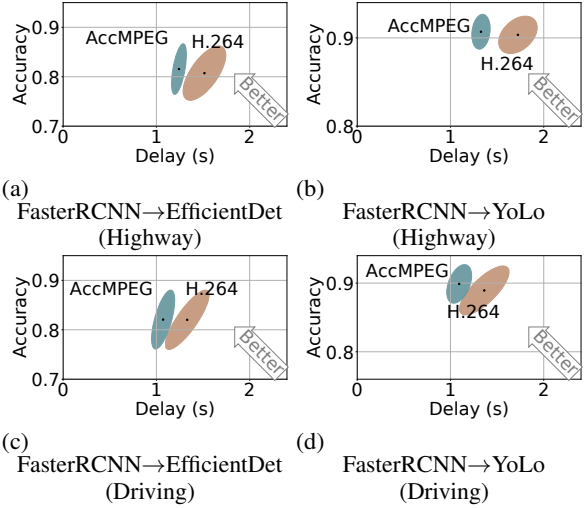 Accuracy
0.9
0.8
0.7
AccMPEG
H.264
Better
0
1
2
Delay (s)
(a)
FasterRCNN→EfficientDet
(Highway)
Accuracy
0.9
0.8
AccMPEG
H.264
Better
0
1
2
Delay (s)
(b)
FasterRCNN→YoLo
(Highway)
Accuracy
0.9
0.8
0.7
AccMPEG
H.264
Better
0
1
2
Delay (s)
(c)
FasterRCNN→EfficientDet
(Driving)
Accuracy
0.9
0.8
AccMPEG
H.264
Better
0
1
2
Delay (s)
(d)
FasterRCNN→YoLo
(Driving)